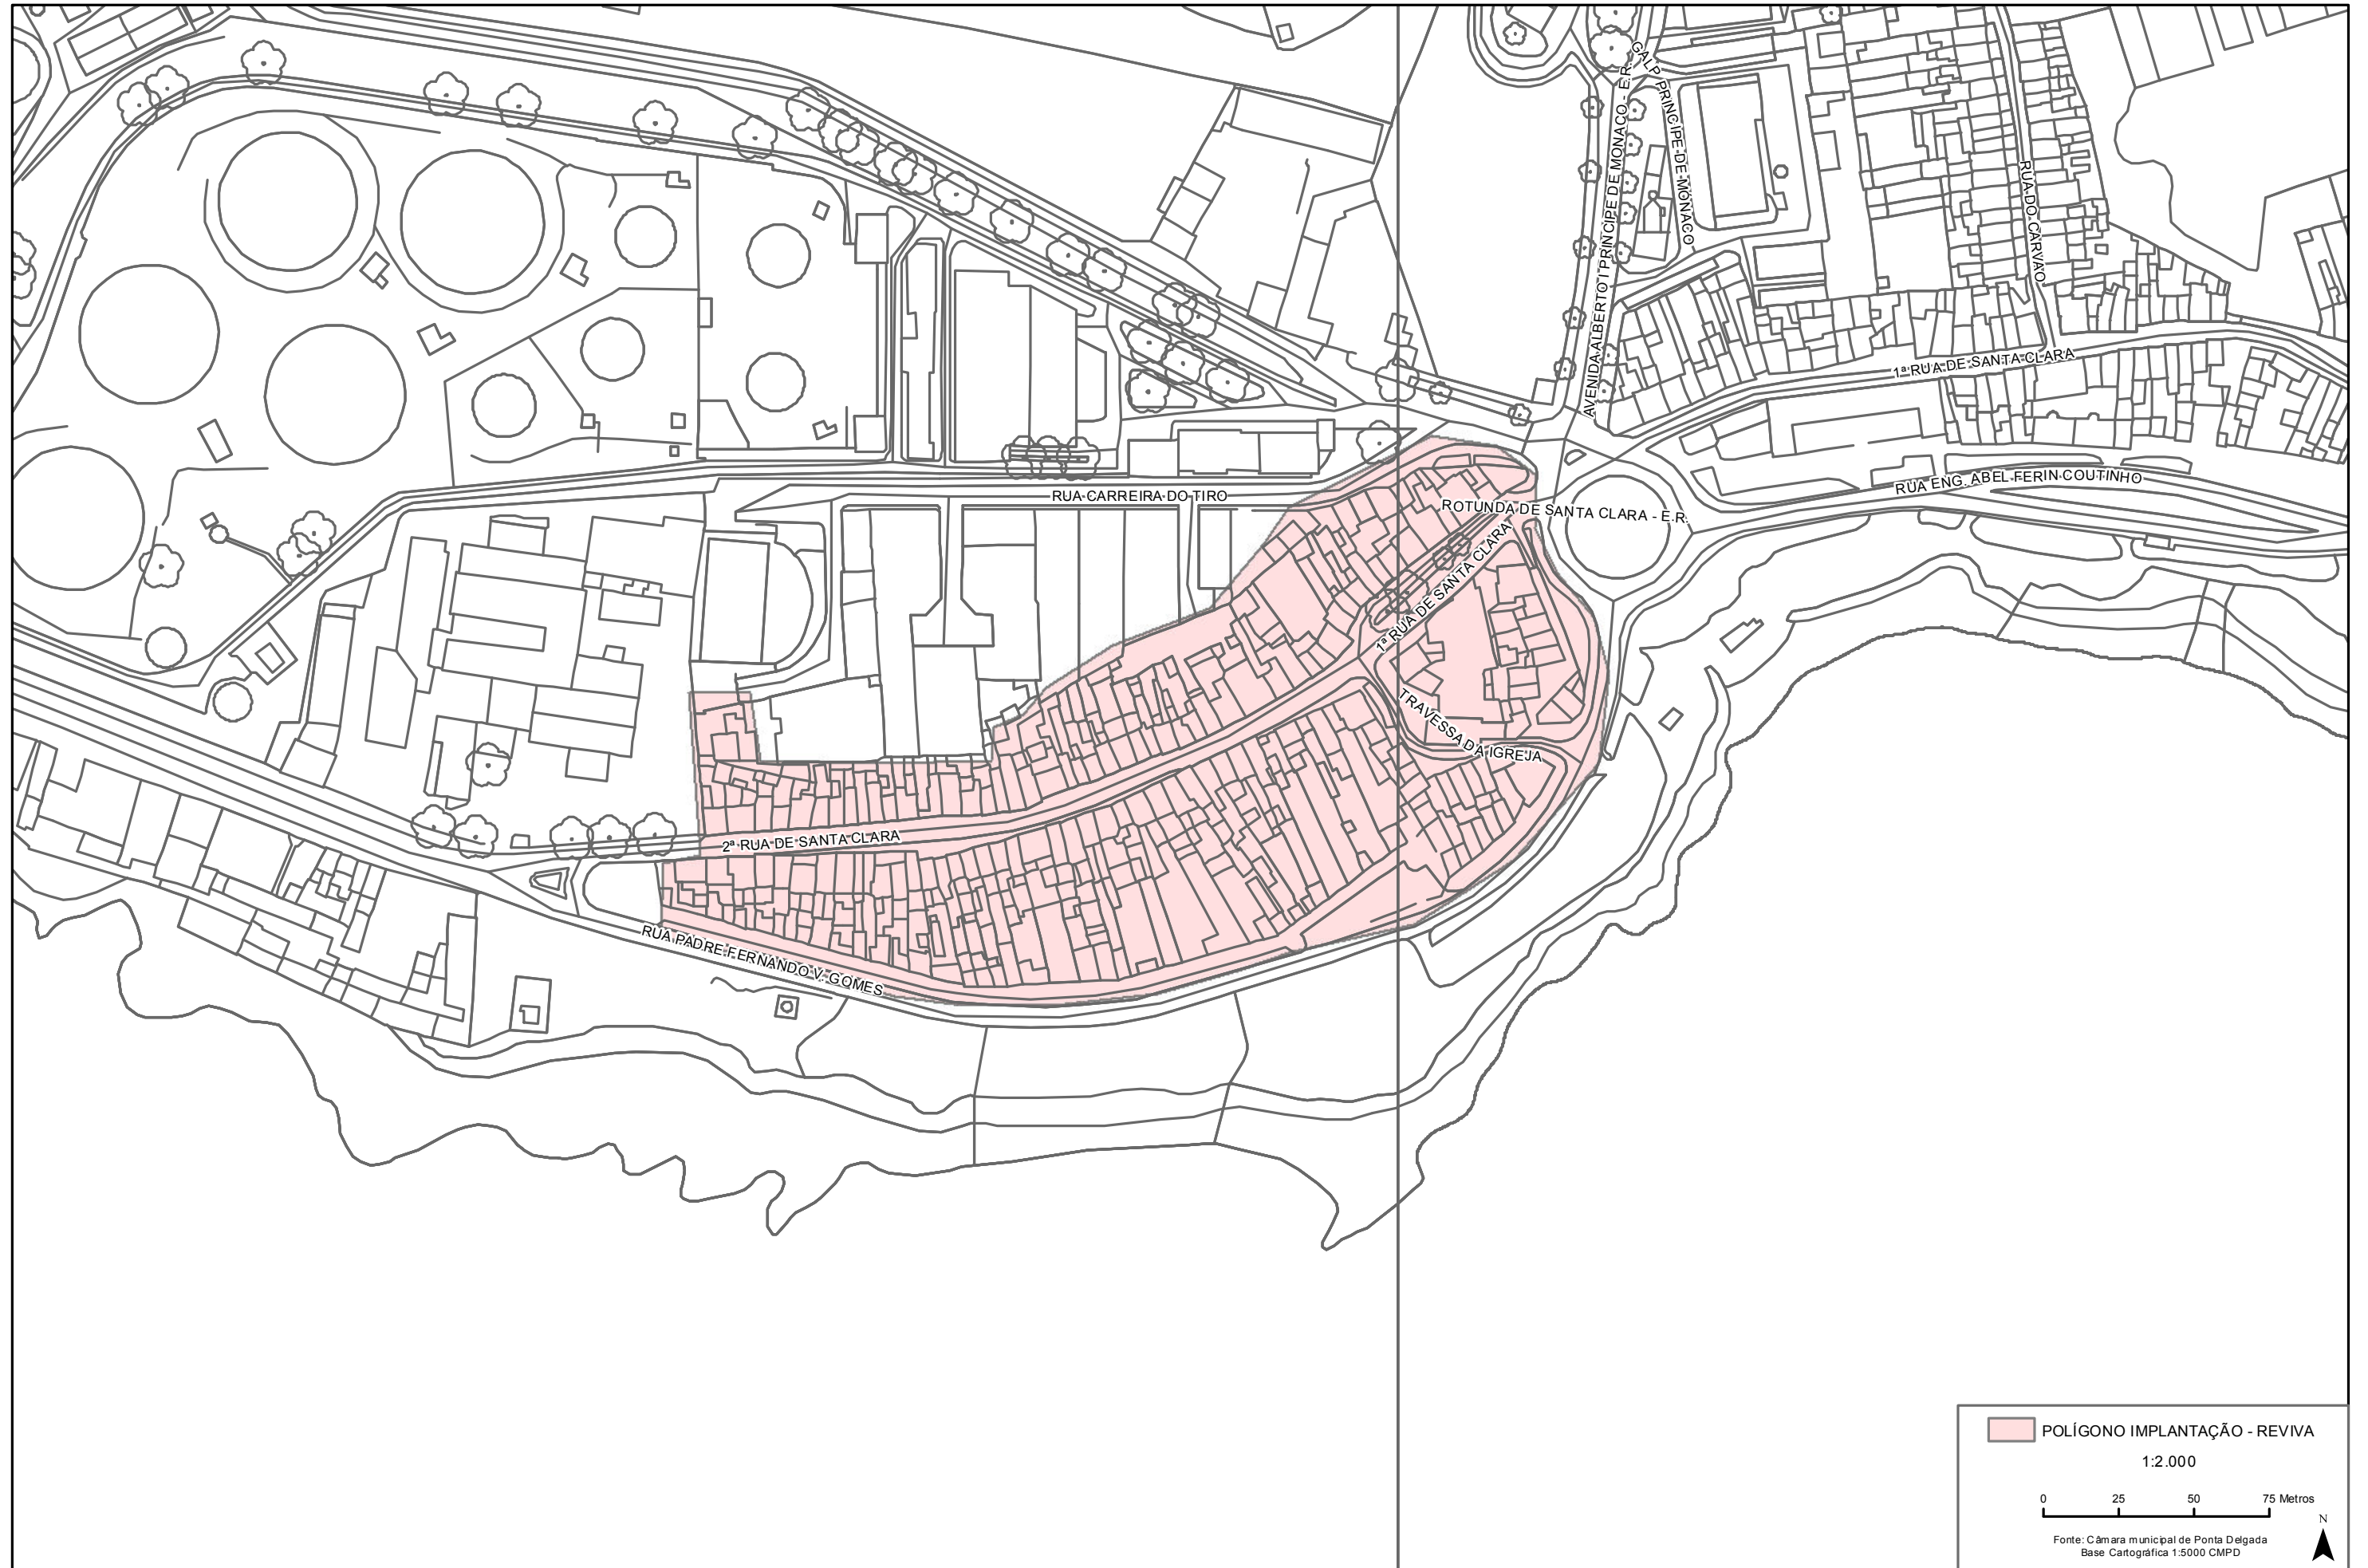 GALP PRINCIPE DE MONACO
AVENIDA ALBERTO I PRINCIPE DE MONACO - E.R.
RUA DO CARVAO
1ª RUA DE SANTA CLARA
RUA ENG. ABEL FERIN COUTINHO
RUA CARREIRA DO TIRO
ROTUNDA DE SANTA CLARA - E.R.
1ª RUA DE SANTA CLARA
TRAVESSA DA IGREJA
2ª RUA DE SANTA CLARA
RUA PADRE FERNANDO V. GOMES
POLÍGONO IMPLANTAÇÃO - REVIVA
1:2.000
0 25 50 75 Metros
N
Fonte: Câmara municipal de Ponta Delgada
Base Cartográfica 1:5000 CMPD